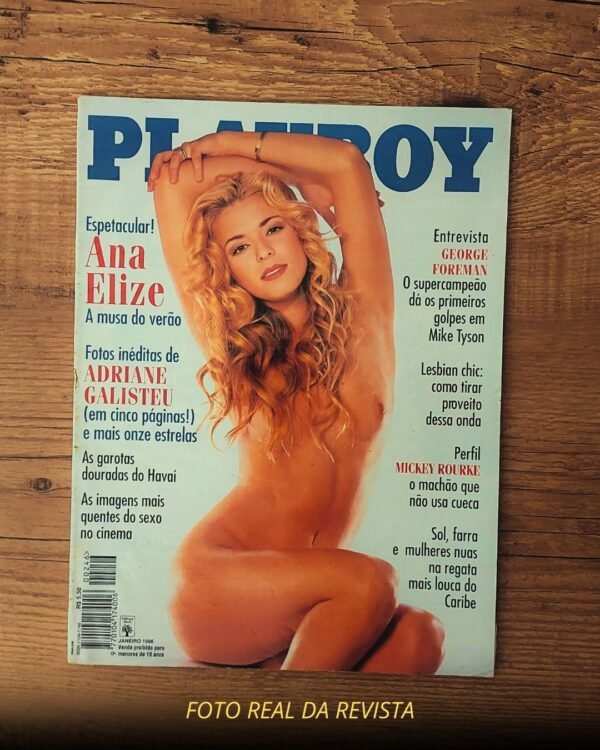 PLAYBOY
Espetacular!
Ana
Elize
A musa do verão
Fotos inéditas de
ADRIANE
GALISTEU
(em cinco páginas!)
e mais onze estrelas
As garotas
douradas do Havaí
As imagens mais
quentes do sexo
no cinema
Entrevista
GEORGE
FOREMAN
O supercampeão
dá os primeiros
golpes em
Mike Tyson
Lesbian chic:
como tirar
proveito
dessa onda
Perfil
MICKEY ROURKE
o machão que
não usa cueca
Sol, farra
e mulheres nuas
na regata
mais louca do
Caribe
00246>
R$ 5,50
9 770104 174006
JANEIRO 1996
Venda proibida para
menores de 18 anos
FOTO REAL DA REVISTA